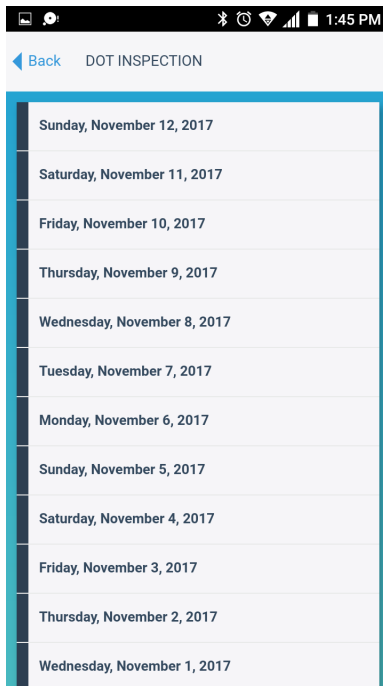 1:45 PM
Back DOT INSPECTION
Sunday, November 12, 2017
Saturday, November 11, 2017
Friday, November 10, 2017
Thursday, November 9, 2017
Wednesday, November 8, 2017
Tuesday, November 7, 2017
Monday, November 6, 2017
Sunday, November 5, 2017
Saturday, November 4, 2017
Friday, November 3, 2017
Thursday, November 2, 2017
Wednesday, November 1, 2017